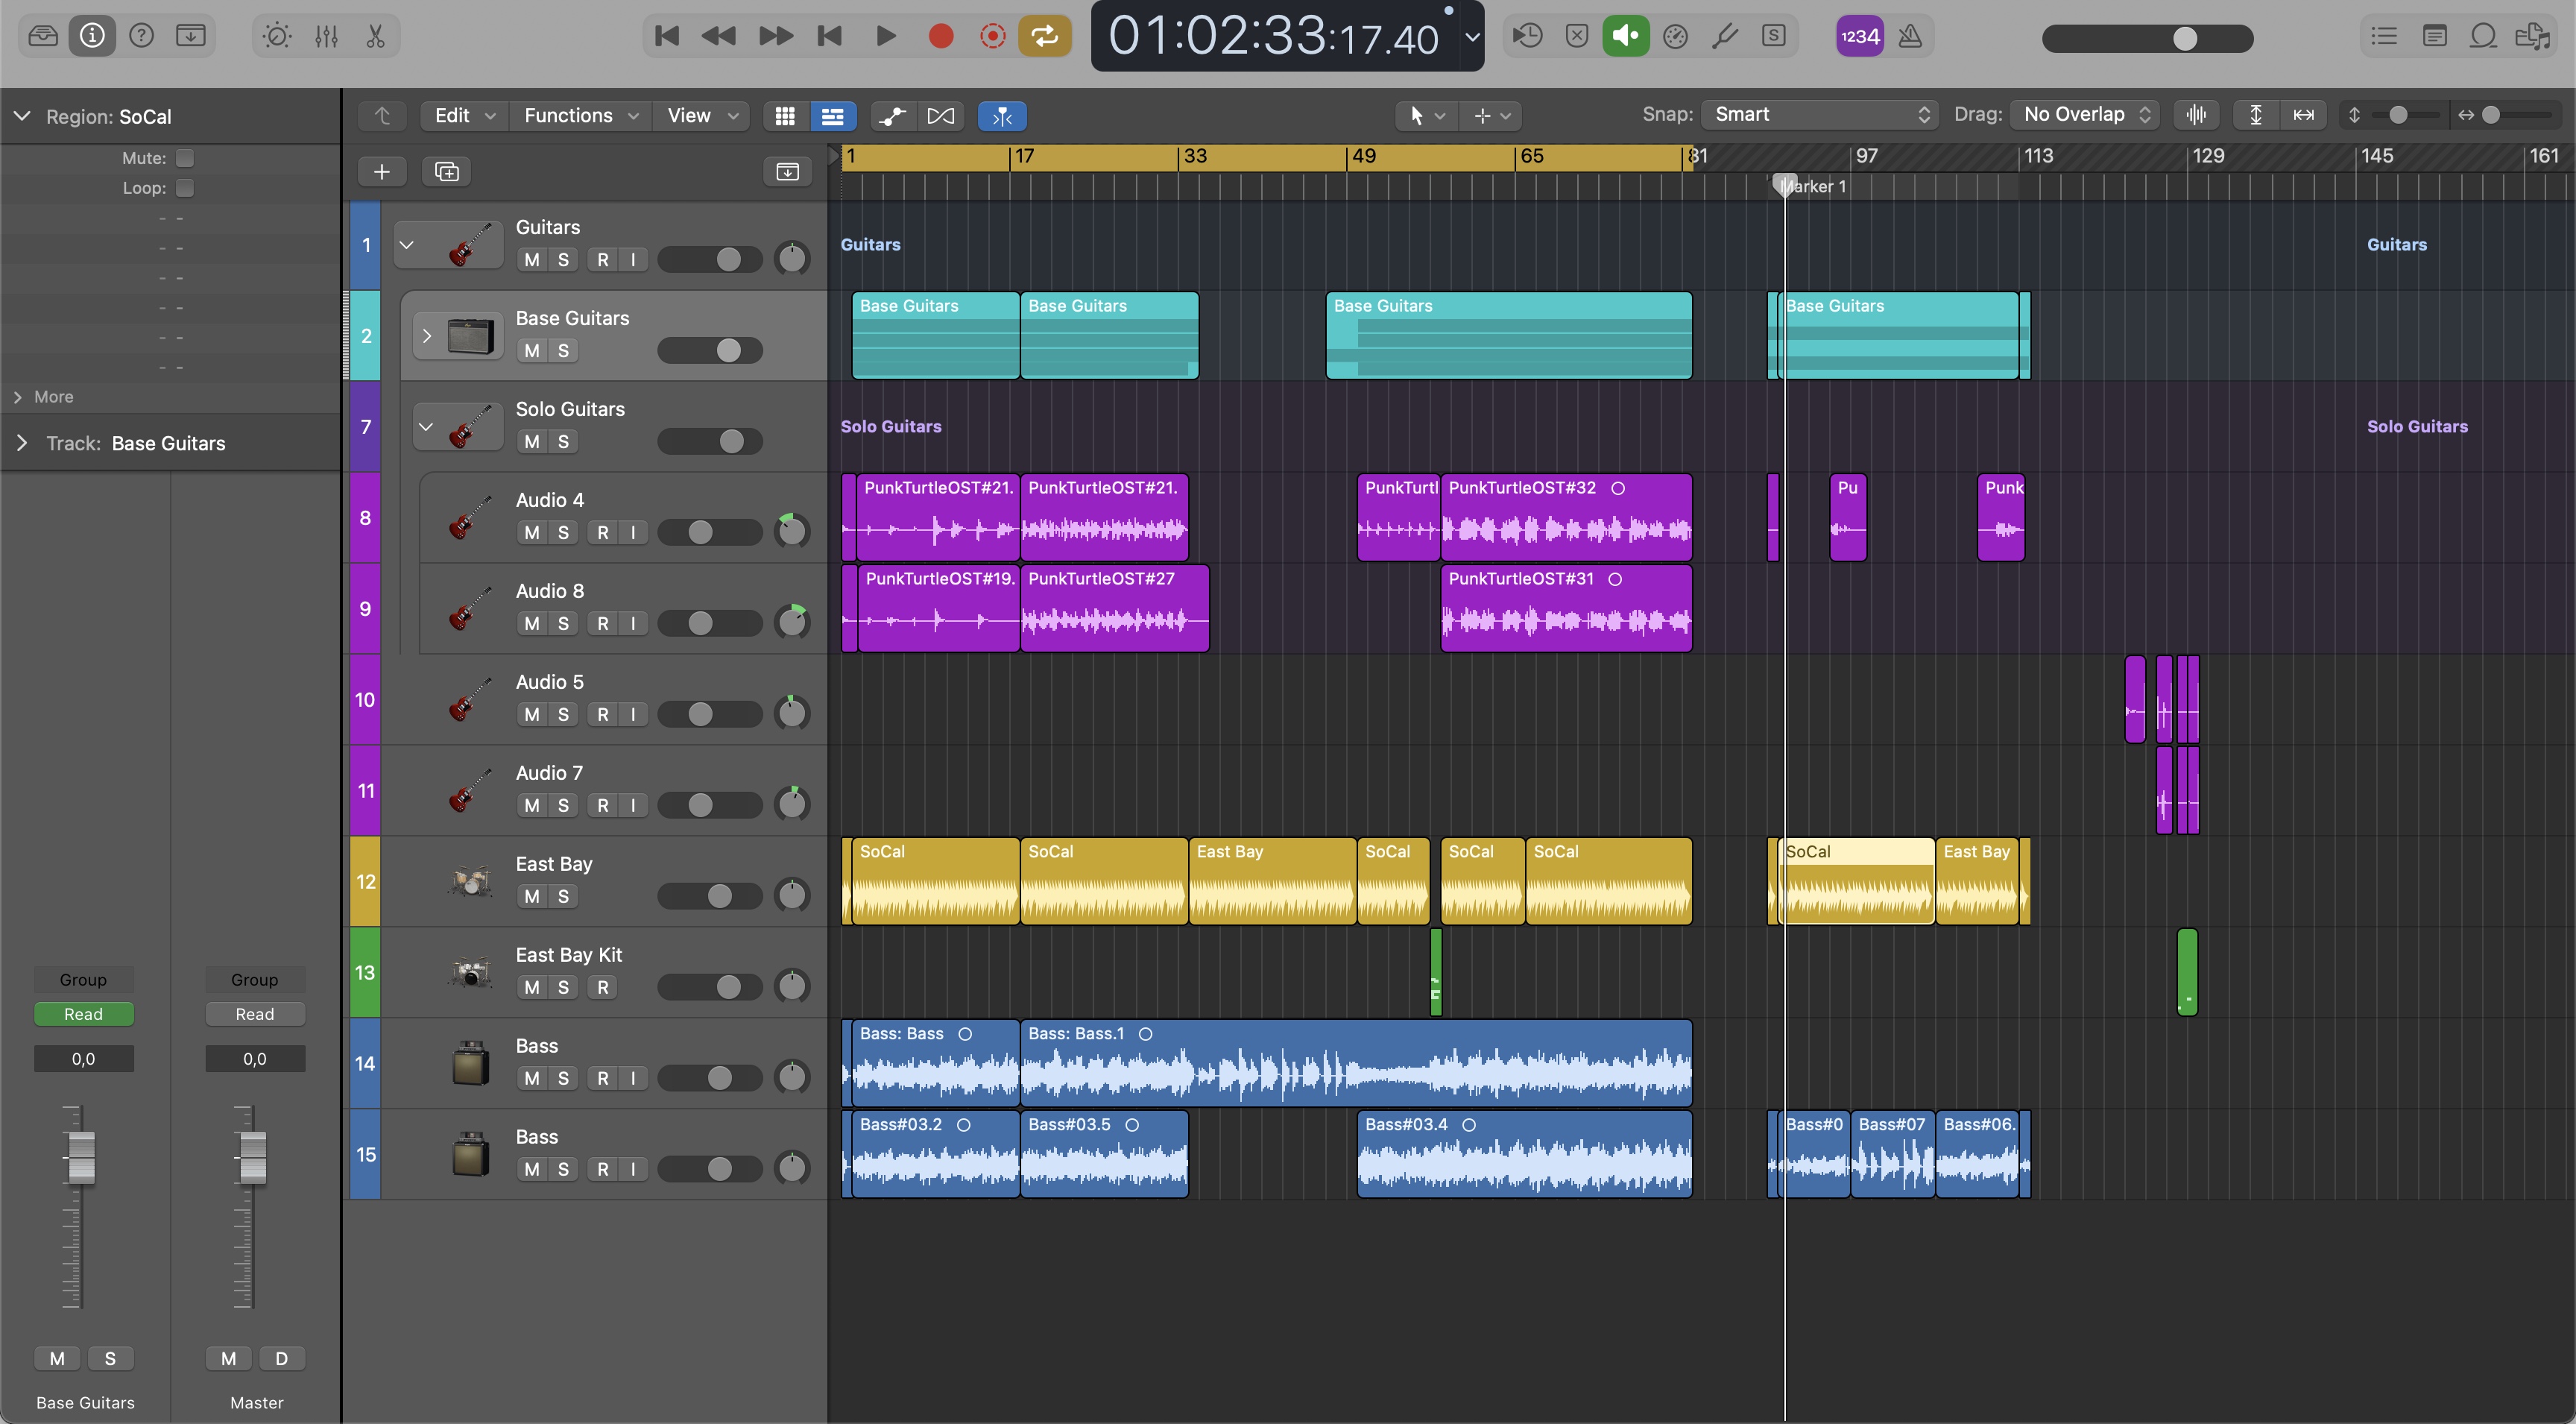 1234
01:02:33:17.40
S
Region: SoCal
Edit
Functions
View
Snap: Smart
Drag: No Overlap
Mute:
Loop:
- -
- -
- -
- -
- -
- -
More
Track: Base Guitars
1 17 33 49 65 81 97 113 129 145 161
Marker 1
1
Guitars
M S R I
Guitars
Guitars
2
Base Guitars
M S
Base Guitars
Base Guitars
Base Guitars
Base Guitars
7
Solo Guitars
M S
Solo Guitars
Solo Guitars
8
Audio 4
M S R I
PunkTurtleOST#21.
PunkTurtleOST#21.
PunkTurtl
PunkTurtleOST#32
Pu
Punk
9
Audio 8
M S R I
PunkTurtleOST#19.
PunkTurtleOST#27
PunkTurtleOST#31
10
Audio 5
M S R I
11
Audio 7
M S R I
12
East Bay
M S
SoCal
SoCal
East Bay
SoCal
SoCal
SoCal
SoCal
East Bay
13
East Bay Kit
M S R
14
Bass
M S R I
Bass: Bass
Bass: Bass.1
15
Bass
M S R I
Bass#03.2
Bass#03.5
Bass#03.4
Bass#0
Bass#07
Bass#06.
Group
Group
Read
Read
0,0
0,0
M S
M D
Base Guitars
Master